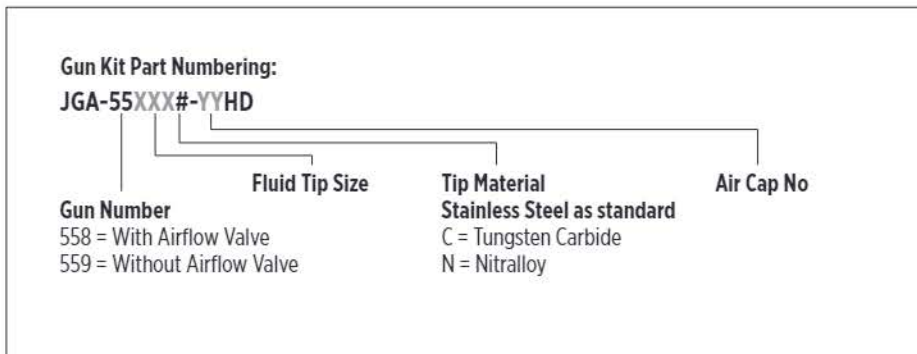 Gun Kit Part Numbering:
JGA-55XXX#-YYHD
Fluid Tip Size
Tip Material
Air Cap No
Gun Number
Stainless Steel as standard
558 = With Airflow Valve
C = Tungsten Carbide
559 = Without Airflow Valve
N = Nitralloy